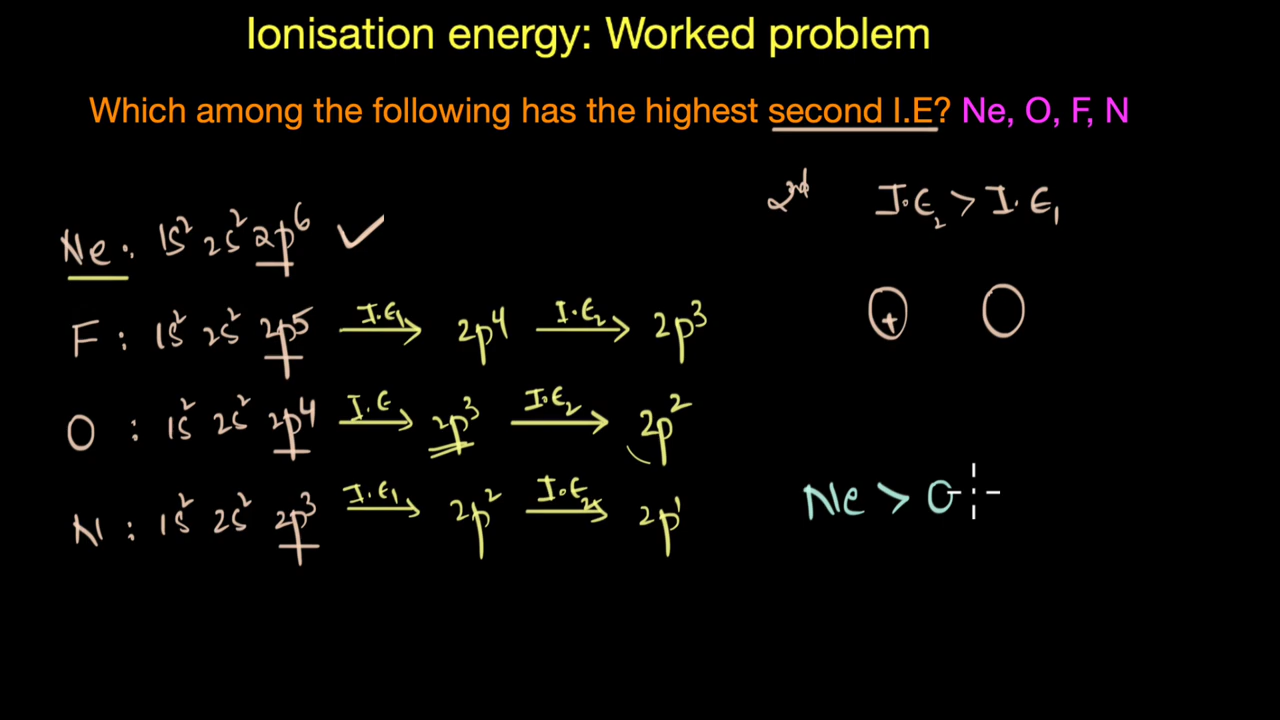 Ionisation energy: Worked problem
Which among the following has the highest second I.E? Ne, O, F, N
2nd I.E2 > I.E1
Ne: 1s2 2s2 2p6 ✓
F: 1s2 2s2 2p5 I.E1→ 2p4 I.E2→ 2p3
+
O: 1s2 2s2 2p4 I.E→ 2p3 I.E2→ 2p2
N: 1s2 2s2 2p3 I.E1→ 2p2 I.E2→ 2p1
Ne > O